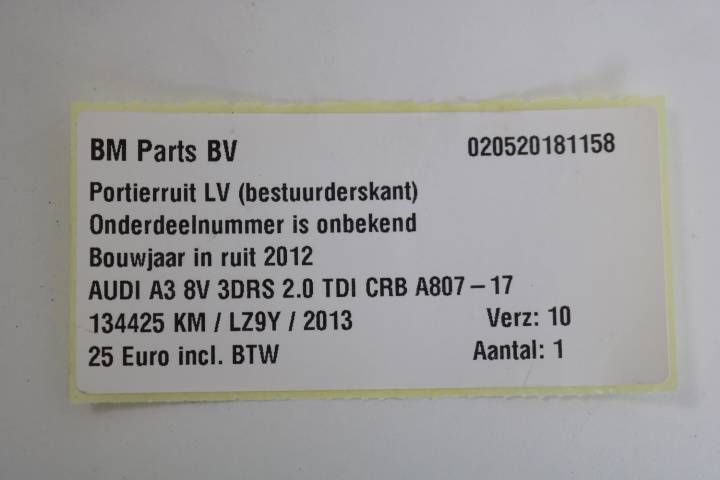 BM Parts BV 020520181158
Portierruit LV (bestuurderskant)
Onderdeelnummer is onbekend
Bouwjaar in ruit 2012
AUDI A3 8V 3DRS 2.0 TDI CRB A807-17
134425 KM / LZ9Y / 2013 Verz: 10
25 Euro incl. BTW Aantal: 1